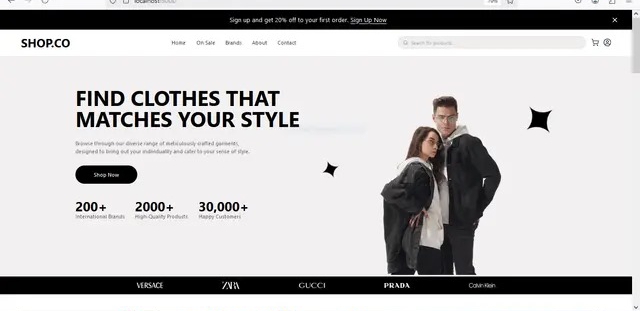 Sign up and get 20% off to your first order. Sign Up Now
SHOP.CO
Home On Sale Brands About Contact
Search for products...
FIND CLOTHES THAT
MATCHES YOUR STYLE
Browse through our diverse range of meticulously crafted garments,
designed to bring out your individuality and cater to your sense of style.
Shop Now
200+ 2000+ 30,000+
International Brands High-Quality Products Happy Customers
VERSACE ZARA GUCCI PRADA Calvin Klein